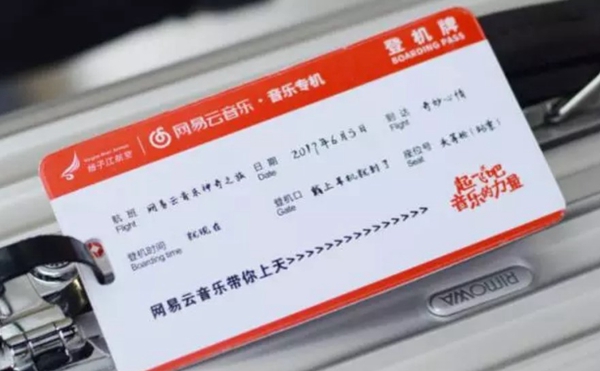 登机牌
BOARDING PASS
扬子江航空
网易云音乐·音乐专机
航班 网易云音乐神奇之旅 日期 2017年6月5日 到达 奇妙心情
Flight Date Flight
登机时间 就现在 登机口 戴上耳机就到了 座位号
Boarding time Gate Seat
起飞吧
音乐的力量
网易云音乐带你上天>>>>>>>>>>>>>>>
RIMOWA